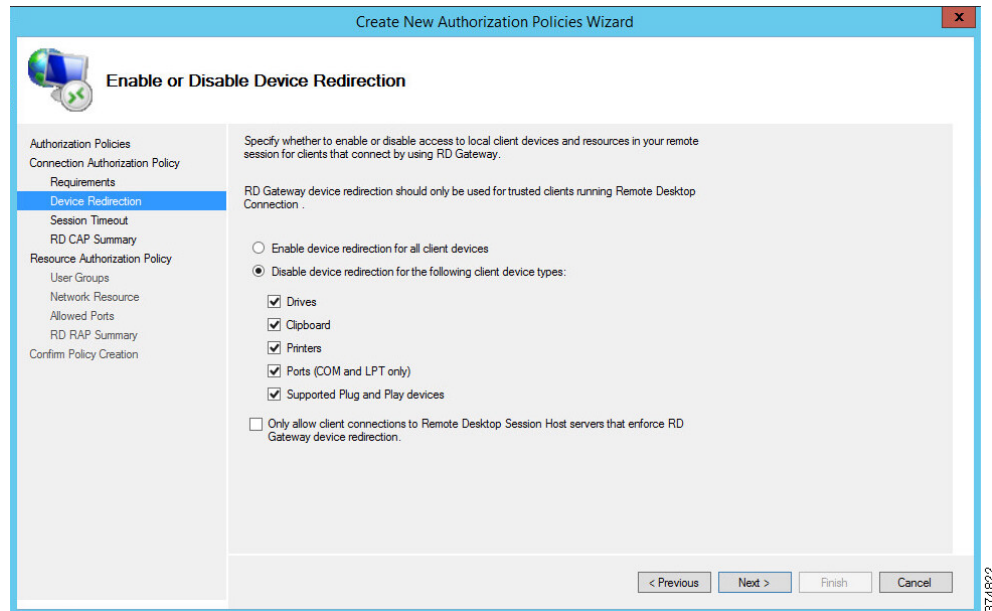 Create New Authorization Policies Wizard
x
Enable or Disable Device Redirection
Authorization Policies
Connection Authorization Policy
Requirements
Device Redirection
Session Timeout
RD CAP Summary
Resource Authorization Policy
User Groups
Network Resource
Allowed Ports
RD RAP Summary
Confirm Policy Creation
Specify whether to enable or disable access to local client devices and resources in your remote
session for clients that connect by using RD Gateway.
RD Gateway device redirection should only be used for trusted clients running Remote Desktop
Connection .
Enable device redirection for all client devices
Disable device redirection for the following client device types:
Drives
Clipboard
Printers
Ports (COM and LPT only)
Supported Plug and Play devices
Only allow client connections to Remote Desktop Session Host servers that enforce RD
Gateway device redirection.
< Previous
Next >
Finish
Cancel
374822